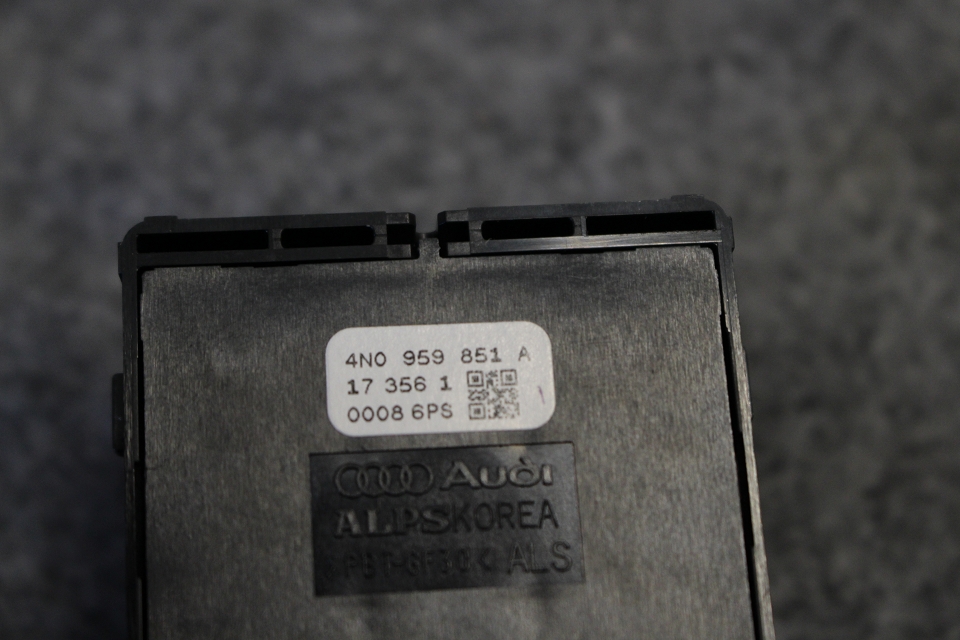 4N0 959 851 A
17 356 1
0008 6PS
Audi
ALPSKOREA
ALS